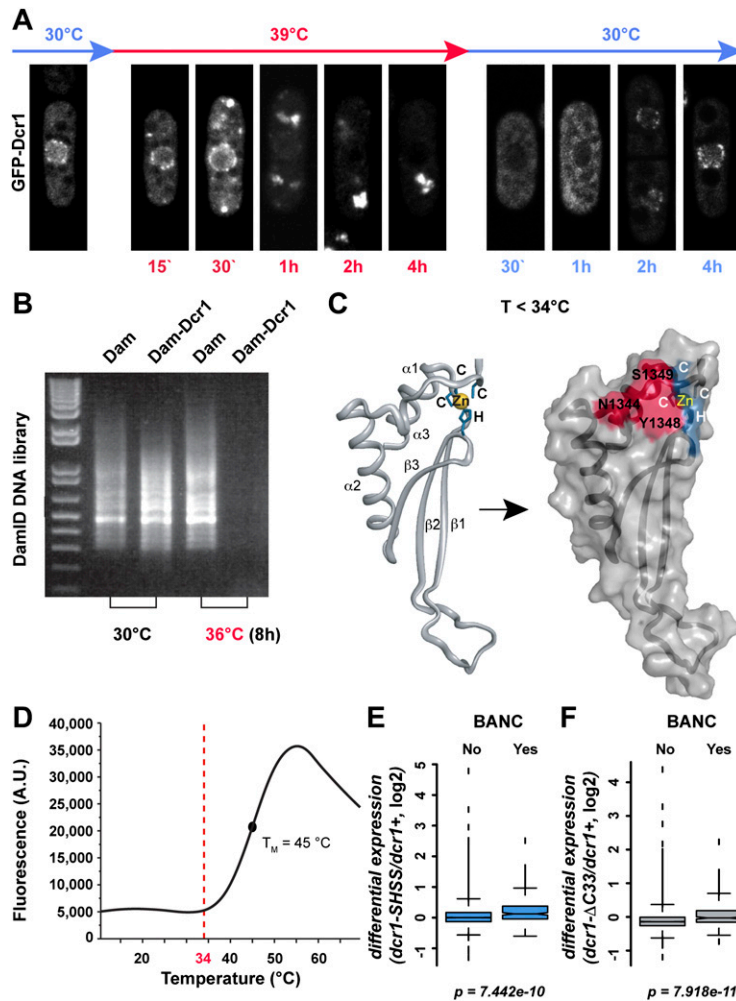 A
30°C 39°C 30°C
GFP-Dcr1
15` 30` 1h 2h 4h 30` 1h 2h 4h
B
Dam Dam-Dcr1 Dam Dam-Dcr1
DamID DNA library
30°C 36°C (8h)
C
T < 34°C
α1 C C Zn C H
α3 β3 α2 β2 β1
S1349 C C Zn C H
N1344 Y1348
D
40,000
35,000
30,000
25,000
20,000
15,000
10,000
5,000
0
Fluorescence (A.U.)
TM = 45 °C
20 34 40 60
Temperature (°C)
E
BANC
No Yes
differential expression
(dcr1-SHSS/dcr1+, log2)
5
4
3
2
1
0
-1
p = 7.442e-10
F
BANC
No Yes
differential expression
(dcr1-ΔC33/dcr1+, log2)
4
3
2
1
0
-1
p = 7.918e-11